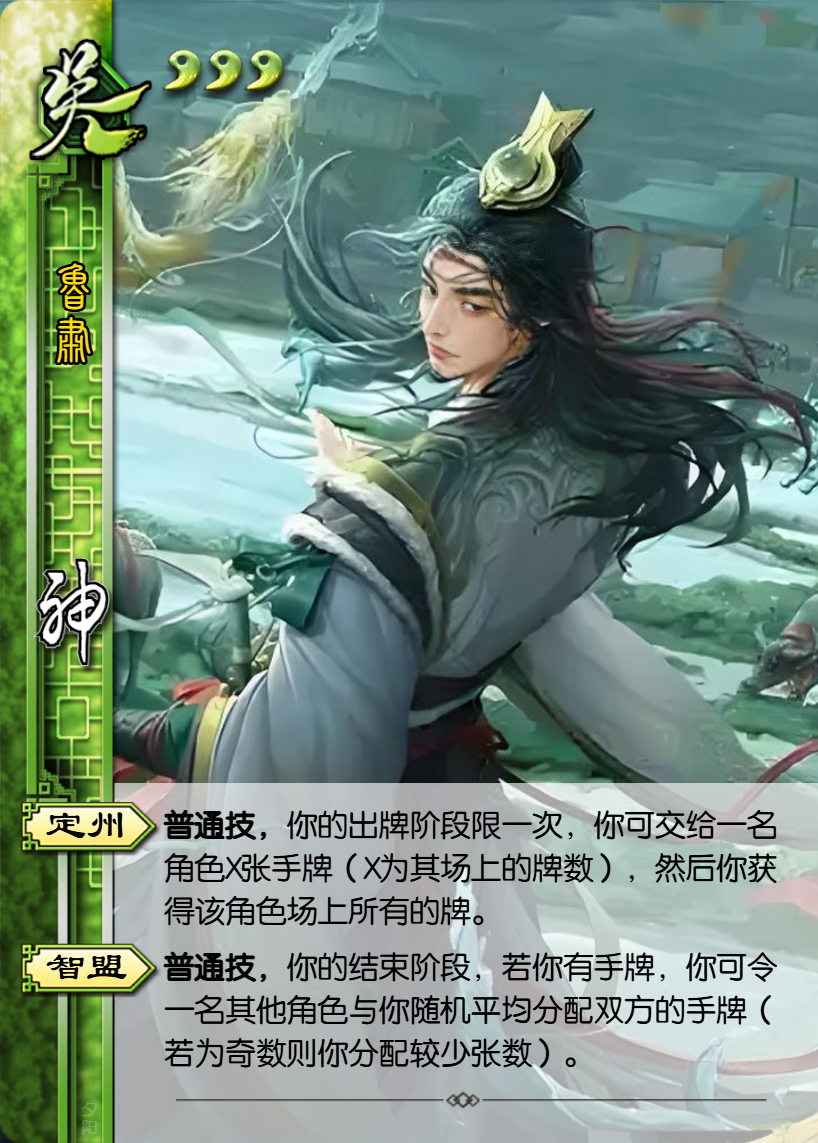 吴
魯肅
神
定州
普通技，你的出牌阶段限一次，你可交给一名
角色X张手牌（X为其场上的牌数），然后你获
得该角色场上所有的牌。
智盟
普通技，你的结束阶段，若你有手牌，你可令
一名其他角色与你随机平均分配双方的手牌（
若为奇数则你分配较少张数）。
夕阳